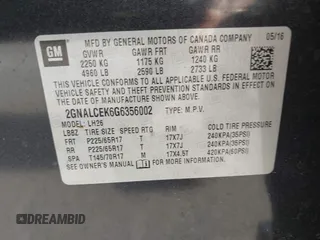 GM
MFD BY GENERAL MOTORS OF CANADA COMPANY 05/16
GVWR GAWR FRT GAWR RR
2250 KG 1175 KG 1240 KG
4960 LB 2590 LB 2733 LB
THIS VEHICLE CONFORMS TO ALL APPLICABLE U.S. FEDERAL MOTOR
VEHICLE SAFETY AND THEFT PREVENTION STANDARDS IN EFFECT ON
THE DATE OF MANUFACTURE SHOWN ABOVE.
2GNALCEK6G6356002 TYPE: M.P.V.
MODEL: LH26
LBBZ TIRE SIZE SPEED RTG RIM COLD TIRE PRESSURE
FRT P225/65R17 T 17X7J 240KPA(35PSI)
RR P225/65R17 T 17X7J 240KPA(35PSI)
SPA T145/70R17 M 17X4.5T 420KPA(60PSI)
SEE OWNER'S MANUAL FOR MORE INFORMATION.
DREAMBID